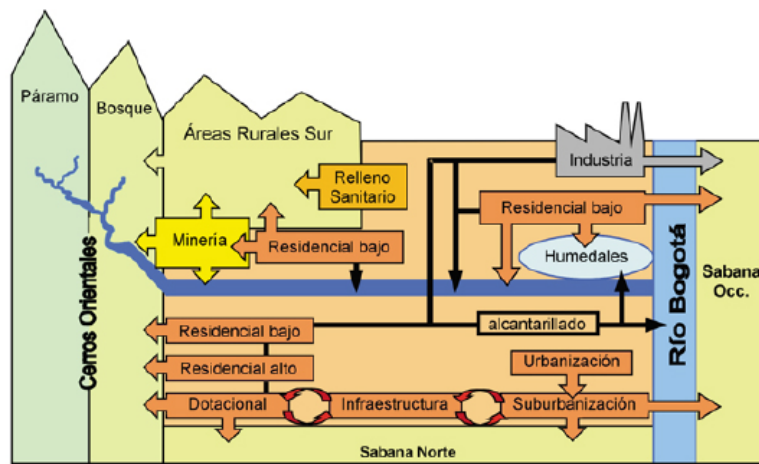 Páramo
Bosque
Áreas Rurales Sur
Industria
Relleno
Sanitario
Residencial bajo
Minería
Residencial bajo
Humedales
Sabana
Occ.
Cerros Orientales
Río Bogotá
Residencial bajo
alcantarillado
Residencial alto
Urbanización
Dotacional
Infraestructura
Suburbanización
Sabana Norte